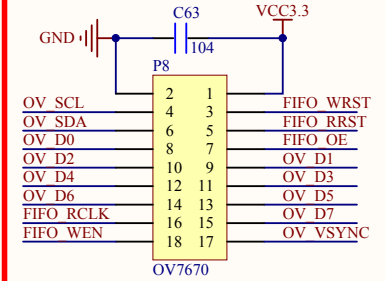 C63
VCC3.3
GND
104
P8
2 1
OV_SCL 4 3 FIFO_WRST
OV_SDA 6 5 FIFO_RRST
OV_D0 8 7 FIFO_OE
OV_D2 10 9 OV_D1
OV_D4 12 11 OV_D3
OV_D6 14 13 OV_D5
FIFO_RCLK 16 15 OV_D7
FIFO_WEN 18 17 OV_VSYNC
OV7670